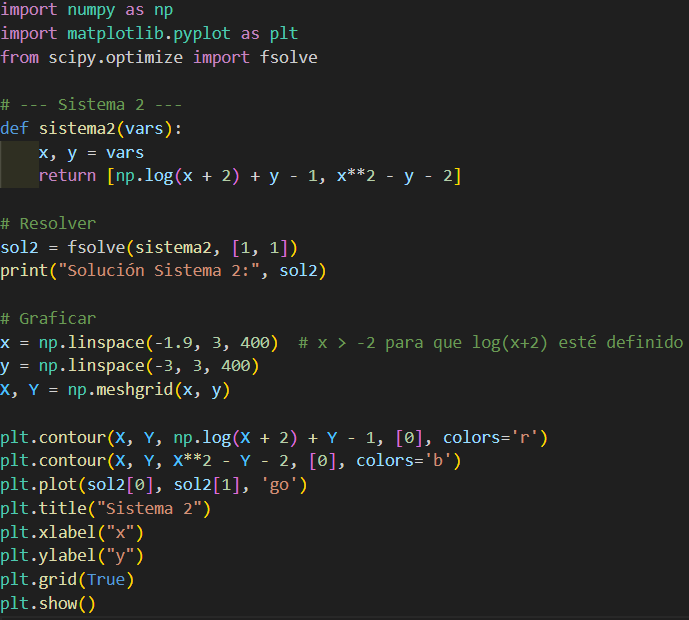 import numpy as np
import matplotlib.pyplot as plt
from scipy.optimize import fsolve
# --- Sistema 2 ---
def sistema2(vars):
    x, y = vars
    return [np.log(x + 2) + y - 1, x**2 - y - 2]
# Resolver
sol2 = fsolve(sistema2, [1, 1])
print("Solución Sistema 2:", sol2)
# Graficar
x = np.linspace(-1.9, 3, 400)  # x > -2 para que log(x+2) esté definido
y = np.linspace(-3, 3, 400)
X, Y = np.meshgrid(x, y)
plt.contour(X, Y, np.log(X + 2) + Y - 1, [0], colors='r')
plt.contour(X, Y, X**2 - Y - 2, [0], colors='b')
plt.plot(sol2[0], sol2[1], 'go')
plt.title("Sistema 2")
plt.xlabel("x")
plt.ylabel("y")
plt.grid(True)
plt.show()